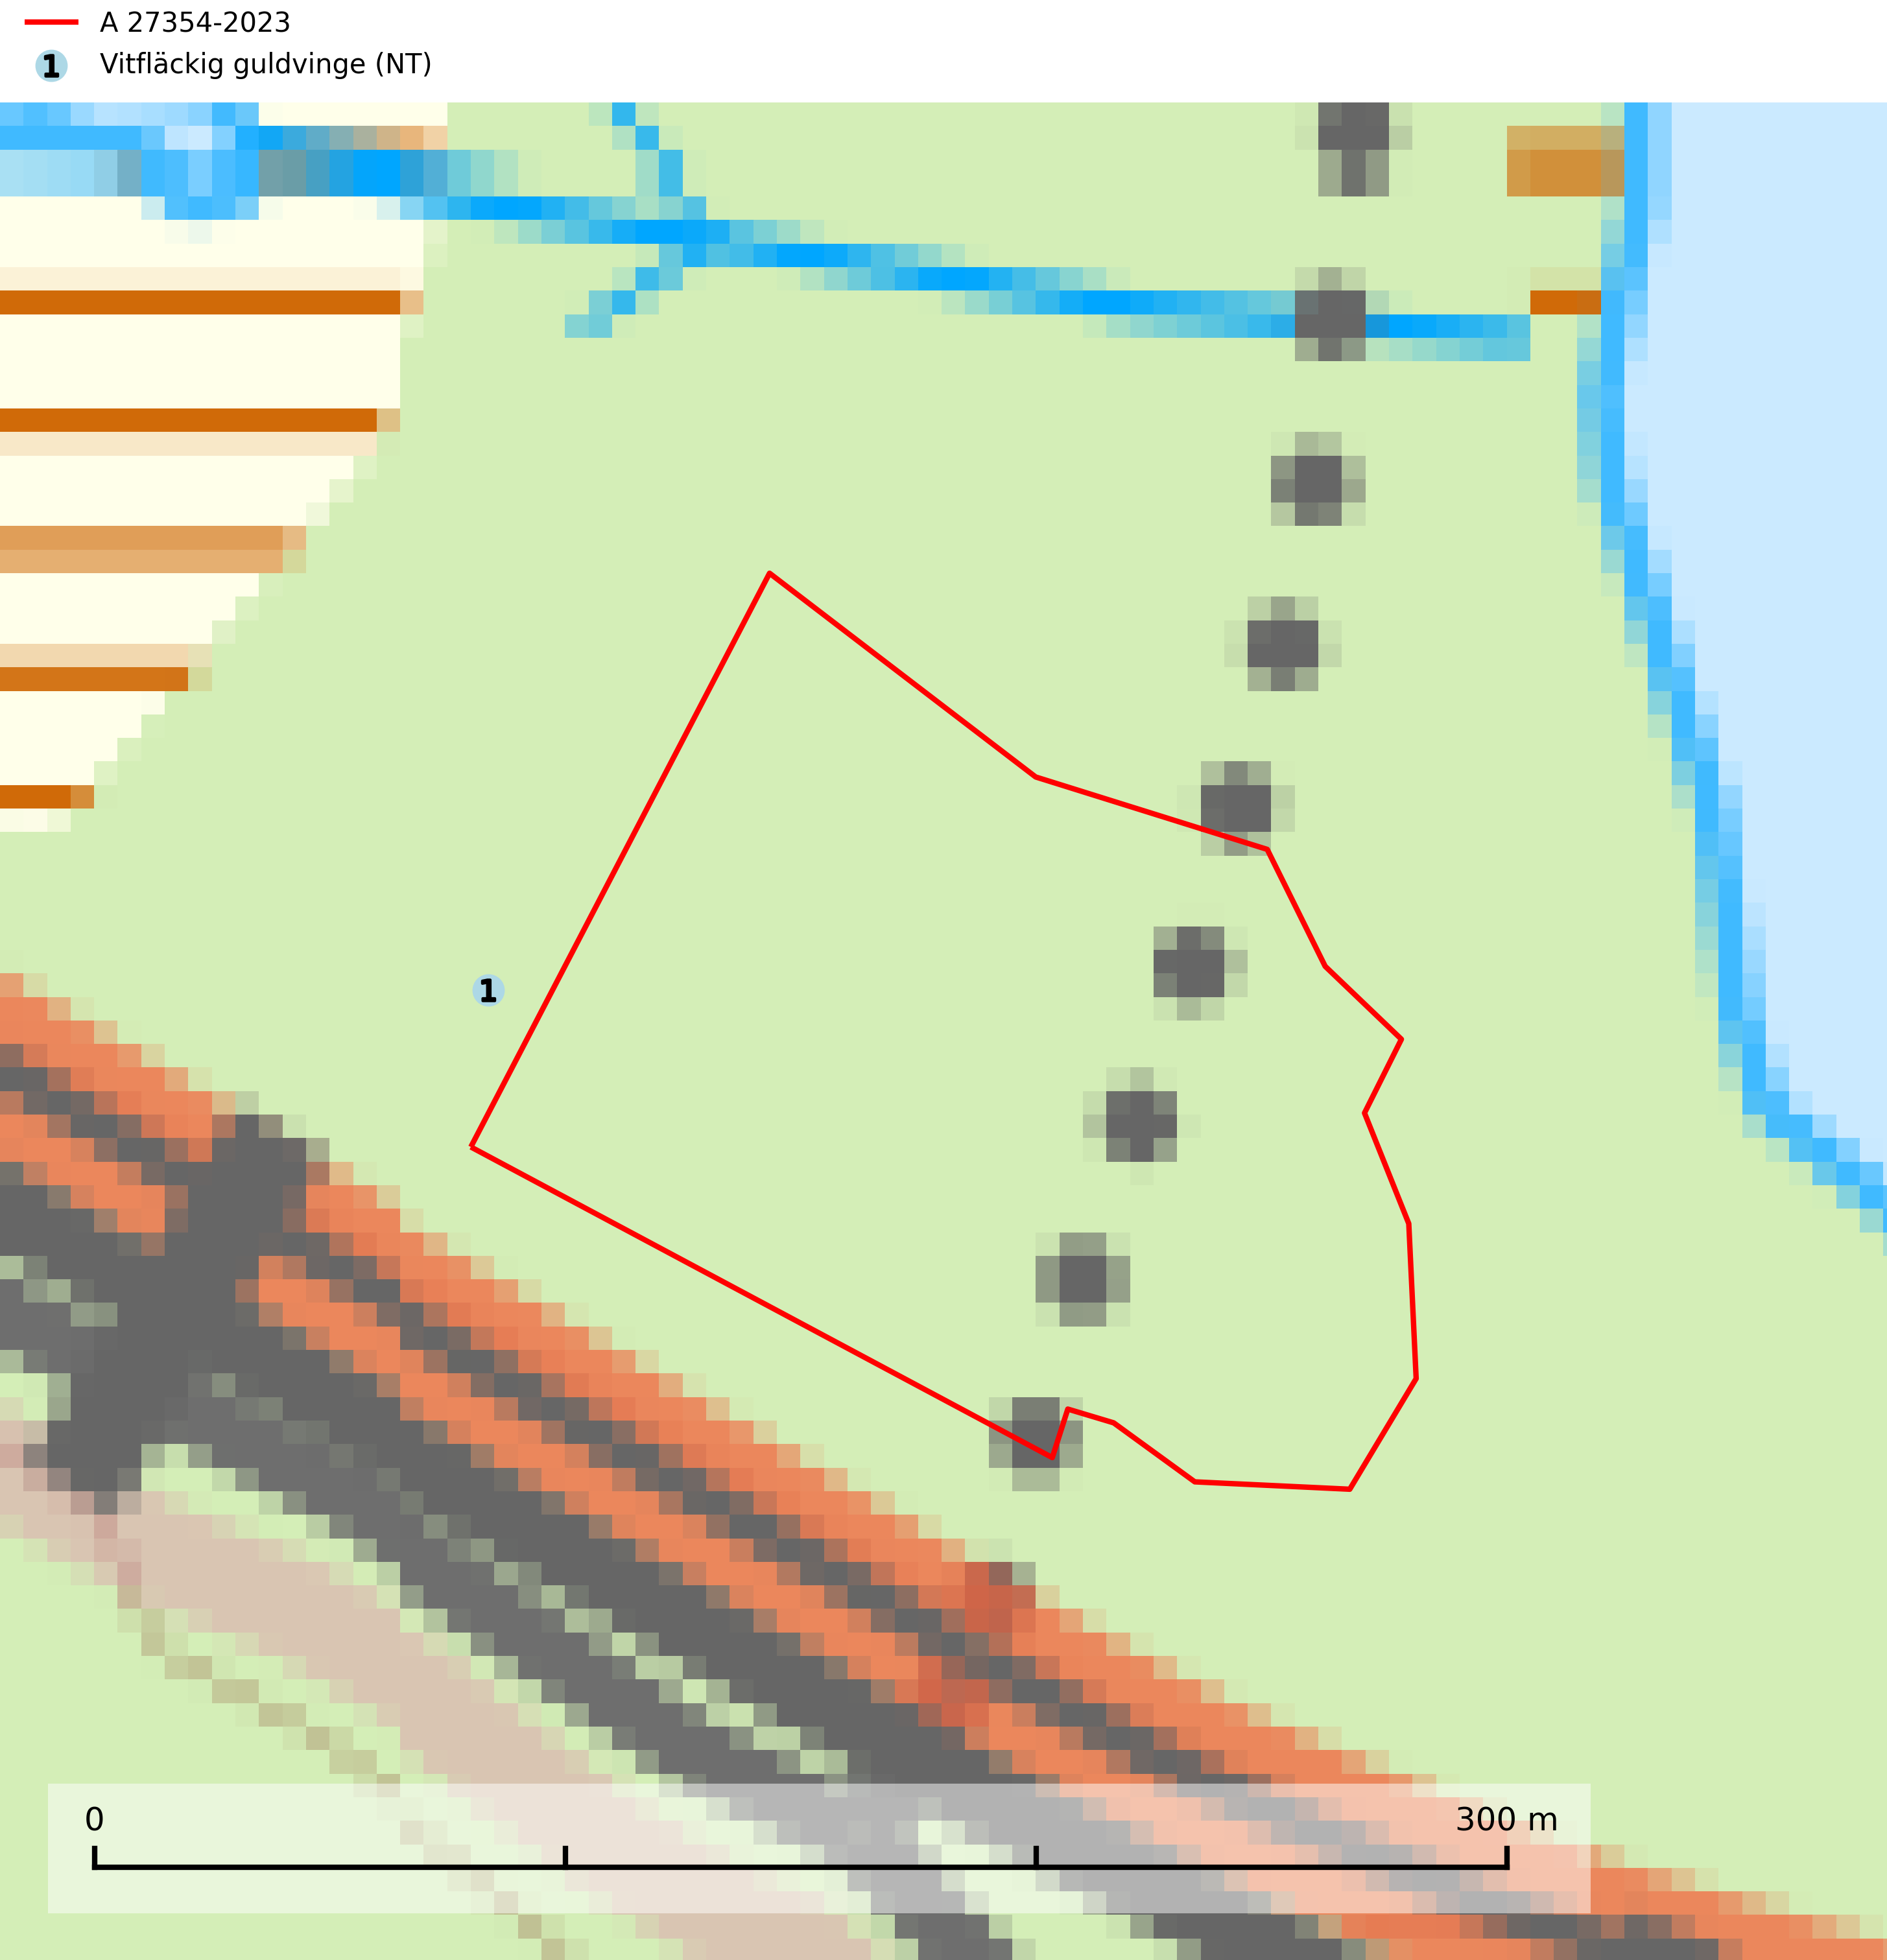 A 27354-2023
1 Vitfläckig guldvinge (NT)
1
0 300 m